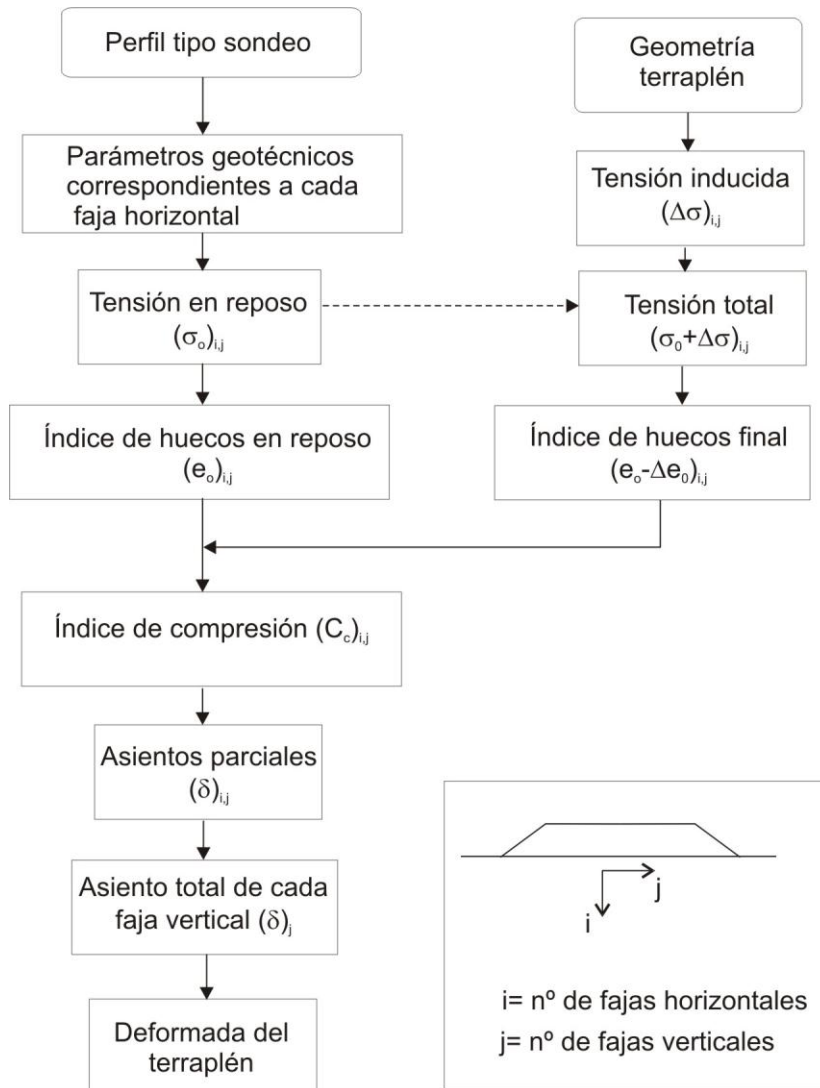 Perfil tipo sondeo
Geometría
terraplén
Parámetros geotécnicos
correspondientes a cada
faja horizontal
Tensión inducida
(Δσ)i,j
Tensión en reposo
(σo)i,j
Tensión total
(σ0+Δσ)i,j
Índice de huecos en reposo
(eo)i,j
Índice de huecos final
(eo-Δe0)i,j
Índice de compresión (Cc)i,j
Asientos parciales
(δ)i,j
Asiento total de cada
faja vertical (δ)j
Deformada del
terraplén
j
i
i= nº de fajas horizontales
j= nº de fajas verticales